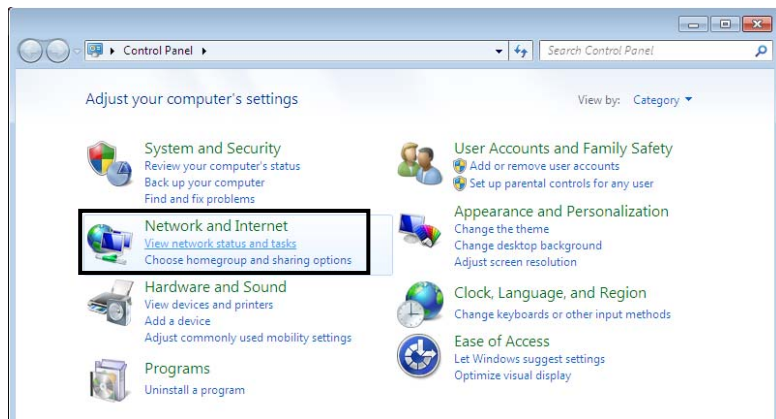 Control Panel
Search Control Panel
Adjust your computer's settings
View by: Category
System and Security
Review your computer's status
Back up your computer
Find and fix problems
Network and Internet
View network status and tasks
Choose homegroup and sharing options
Hardware and Sound
View devices and printers
Add a device
Adjust commonly used mobility settings
Programs
Uninstall a program
User Accounts and Family Safety
Add or remove user accounts
Set up parental controls for any user
Appearance and Personalization
Change the theme
Change desktop background
Adjust screen resolution
Clock, Language, and Region
Change keyboards or other input methods
Ease of Access
Let Windows suggest settings
Optimize visual display